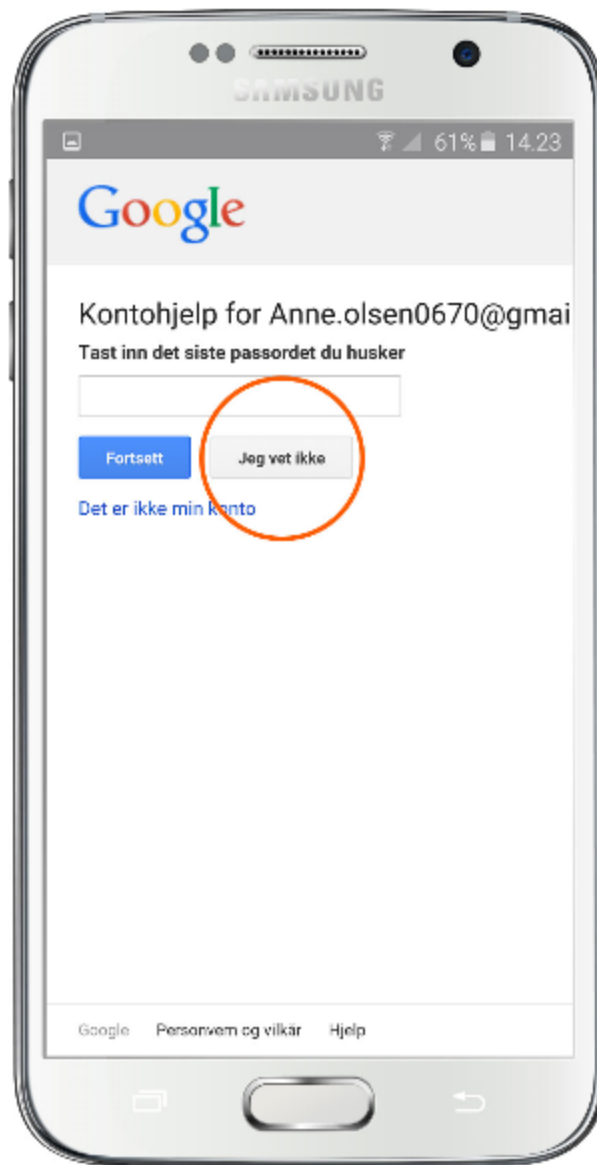 SAMSUNG
61% 14.23
Google
Kontohjelp for Anne.olsen0670@gmai
Tast inn det siste passordet du husker
Fortsett Jeg vet ikke
Det er ikke min konto
Google Personvern og vilkår Hjelp